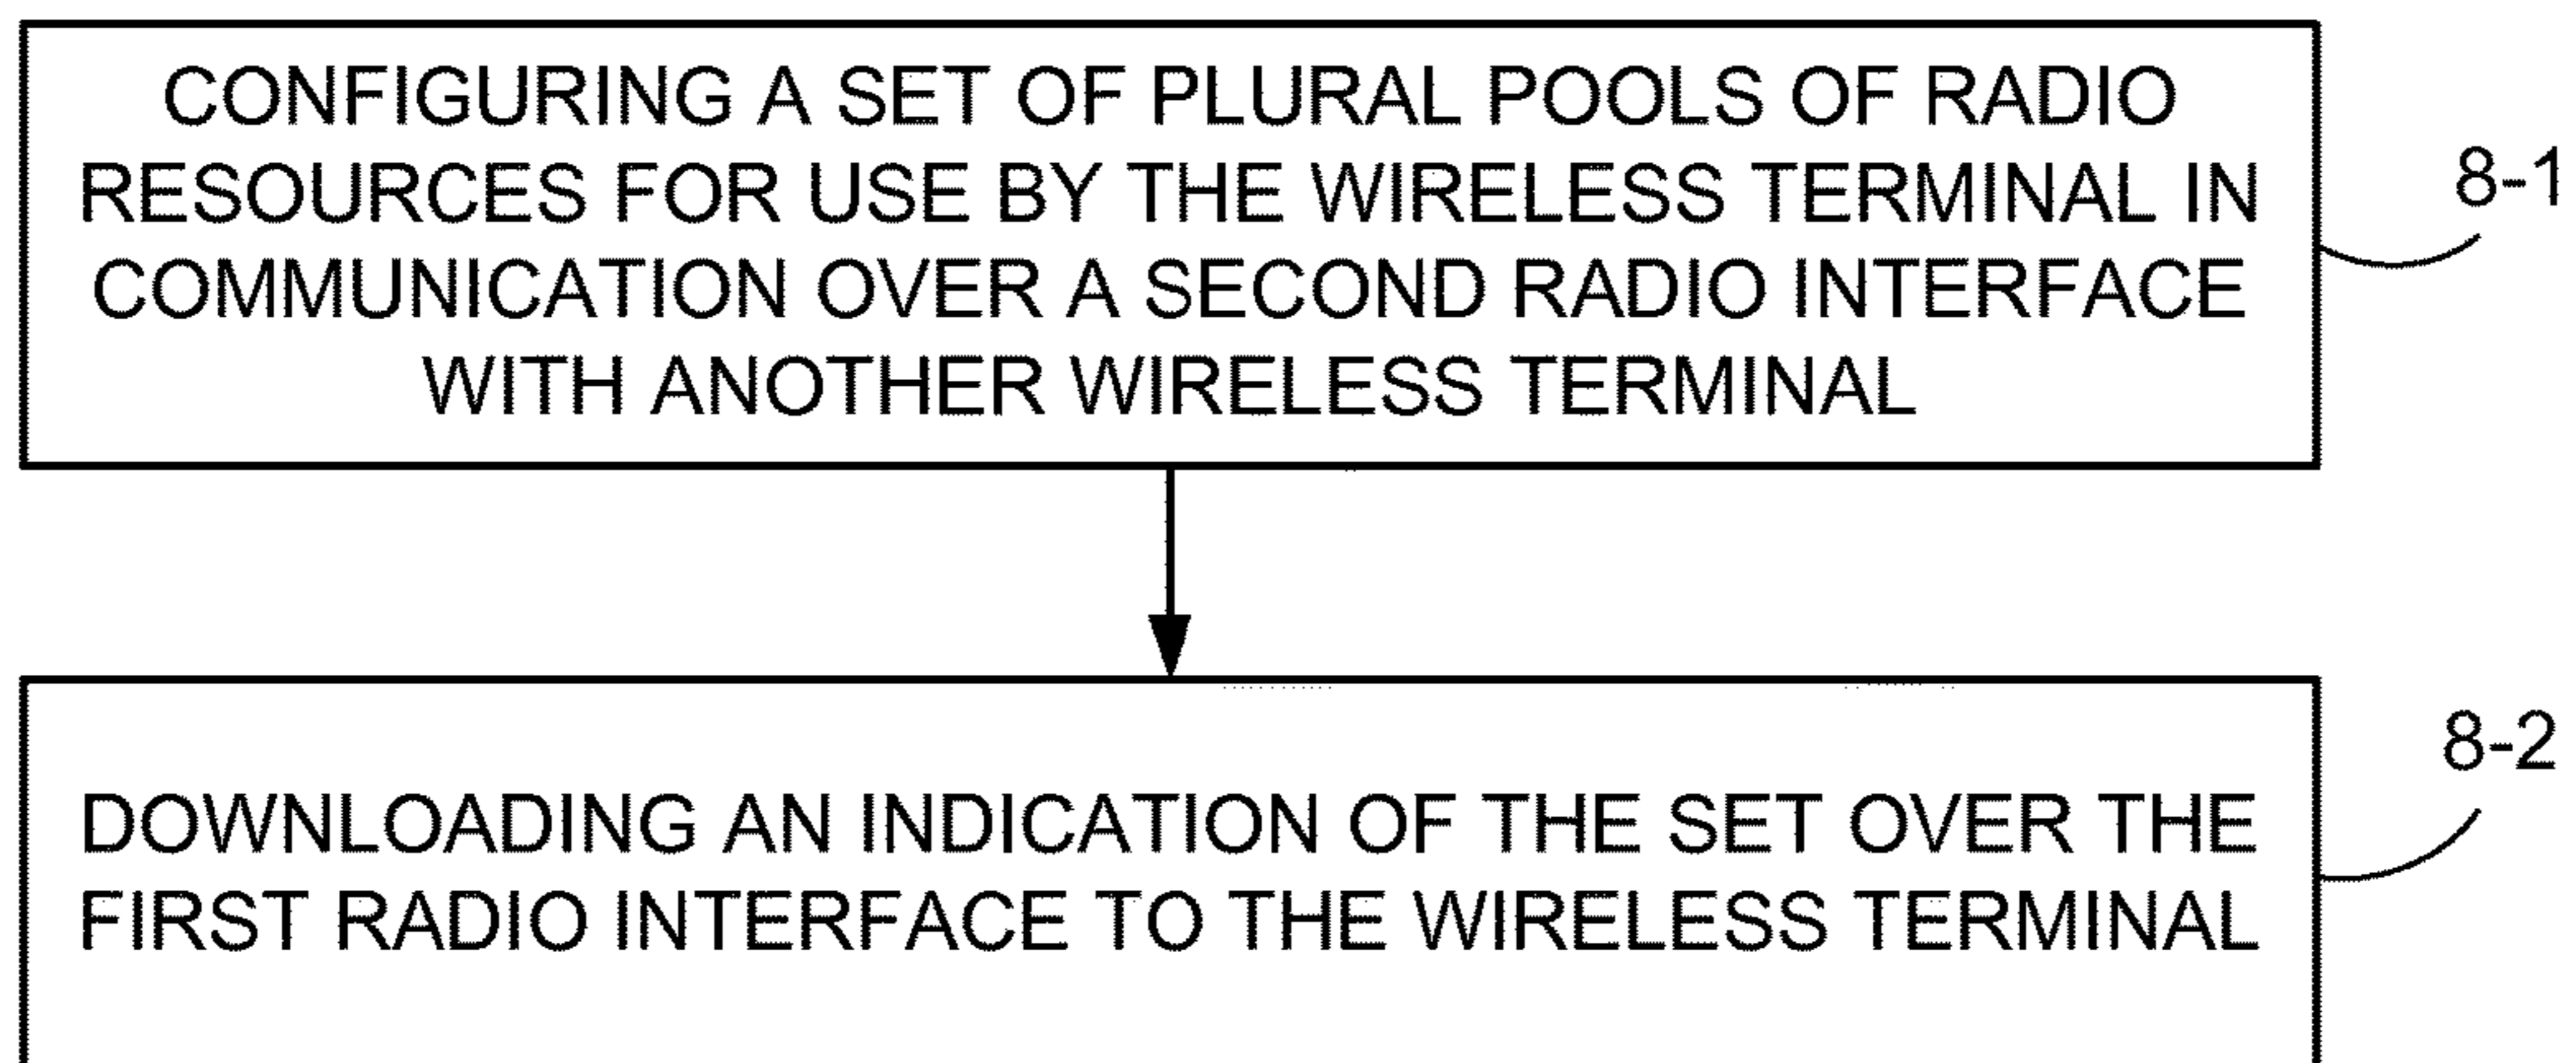 CONFIGURING A SET OF PLURAL POOLS OF RADIO
RESOURCES FOR USE BY THE WIRELESS TERMINAL IN
COMMUNICATION OVER A SECOND RADIO INTERFACE
WITH ANOTHER WIRELESS TERMINAL
8-1
DOWNLOADING AN INDICATION OF THE SET OVER THE
FIRST RADIO INTERFACE TO THE WIRELESS TERMINAL
8-2